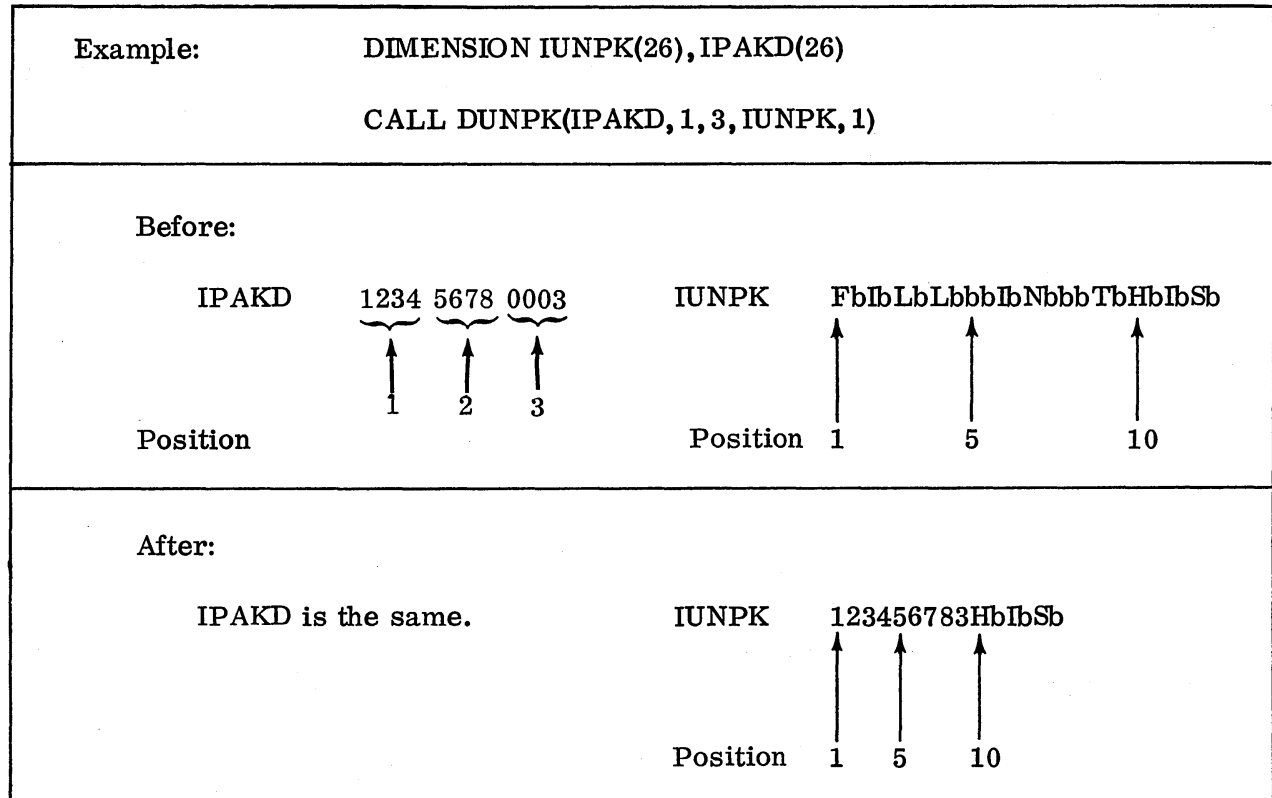 Example: DIMENSION IUNPK(26),IPAKD(26)
CALL DUNPK(IPAKD,1,3,IUNPK,1)
Before:
IPAKD 1234 5678 0003 IUNPK FbIbLbLbbbIbNbbbTbHbIbSb
1 2 3
Position Position 1 5 10
After:
IPAKD is the same. IUNPK 123456783HbIbSb
Position 1 5 10